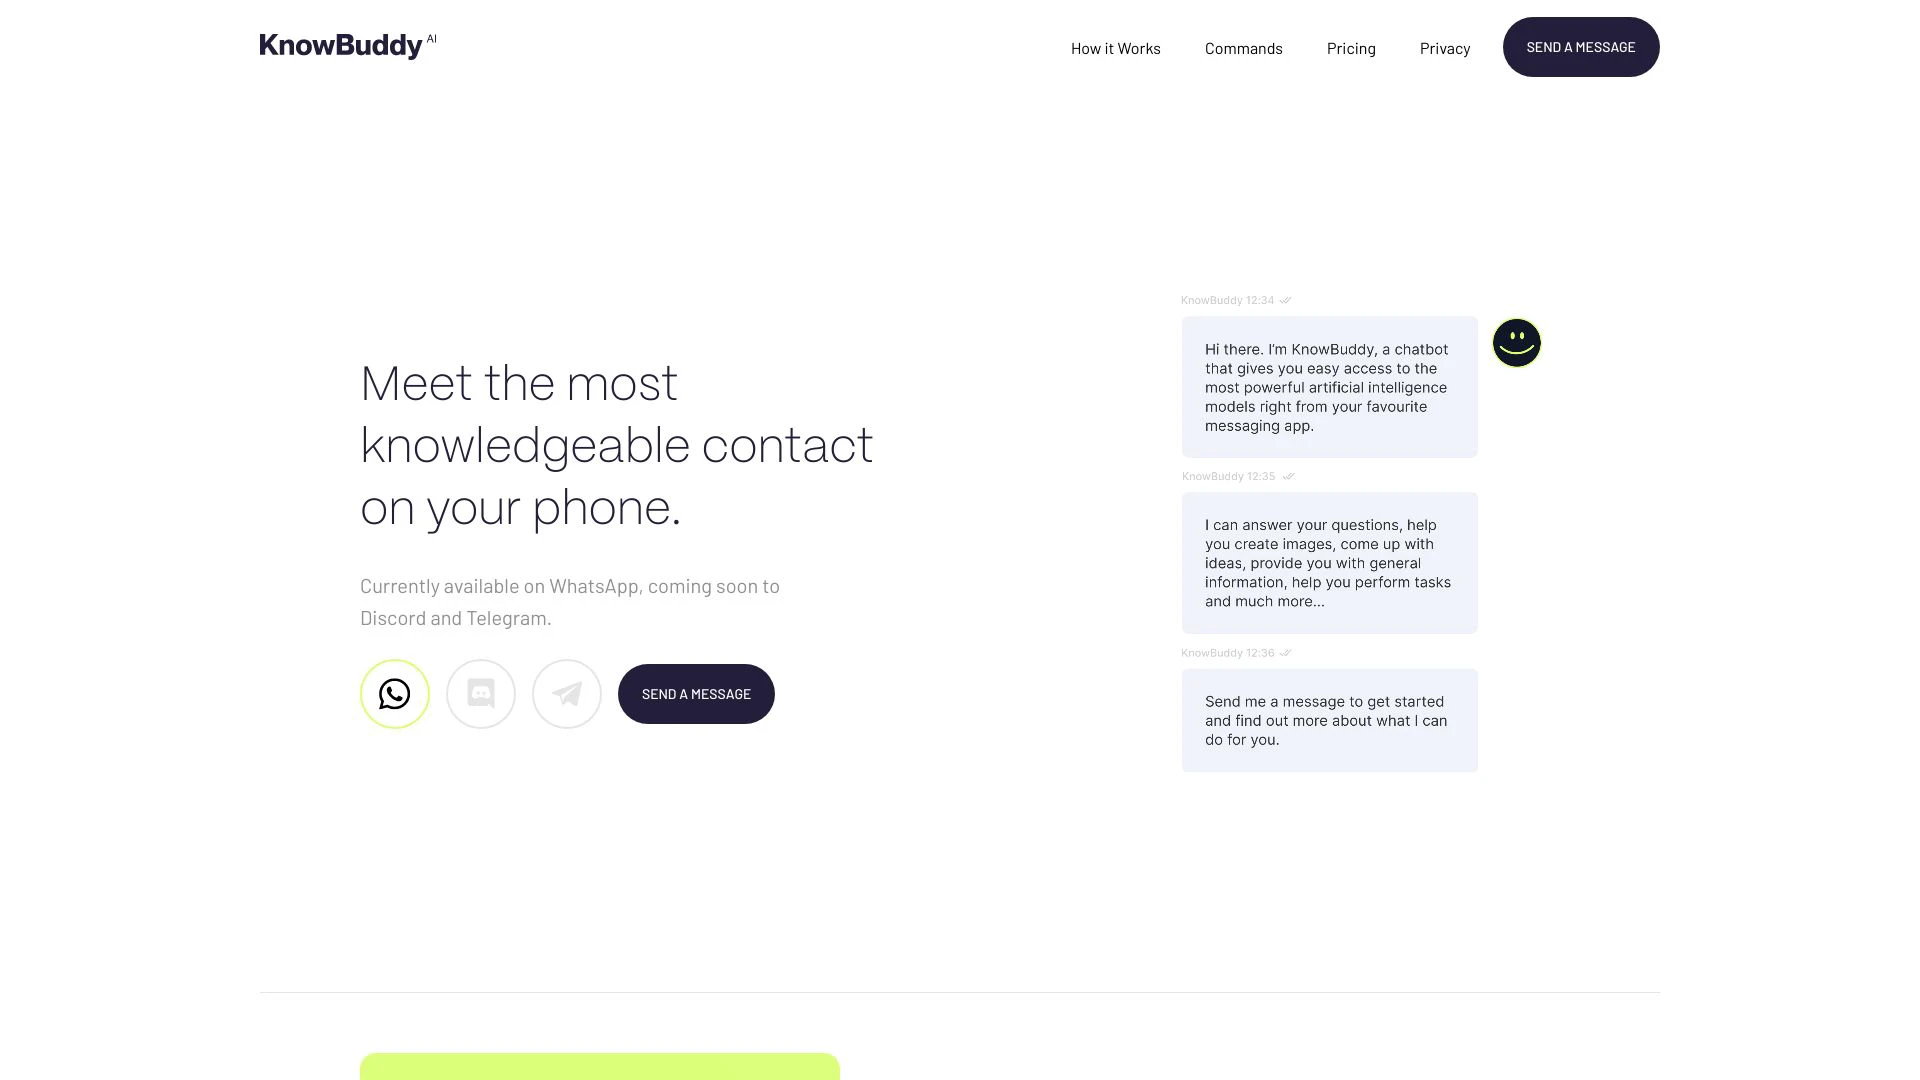 KnowBuddy AI
How it Works
Commands
Pricing
Privacy
SEND A MESSAGE
Meet the most
knowledgeable contact
on your phone.
Currently available on WhatsApp, coming soon to
Discord and Telegram.
SEND A MESSAGE
KnowBuddy 12:34
Hi there. I'm KnowBuddy, a chatbot
that gives you easy access to the
most powerful artificial intelligence
models right from your favourite
messaging app.
KnowBuddy 12:35
I can answer your questions, help
you create images, come up with
ideas, provide you with general
information, help you perform tasks
and much more...
KnowBuddy 12:36
Send me a message to get started
and find out more about what I can
do for you.